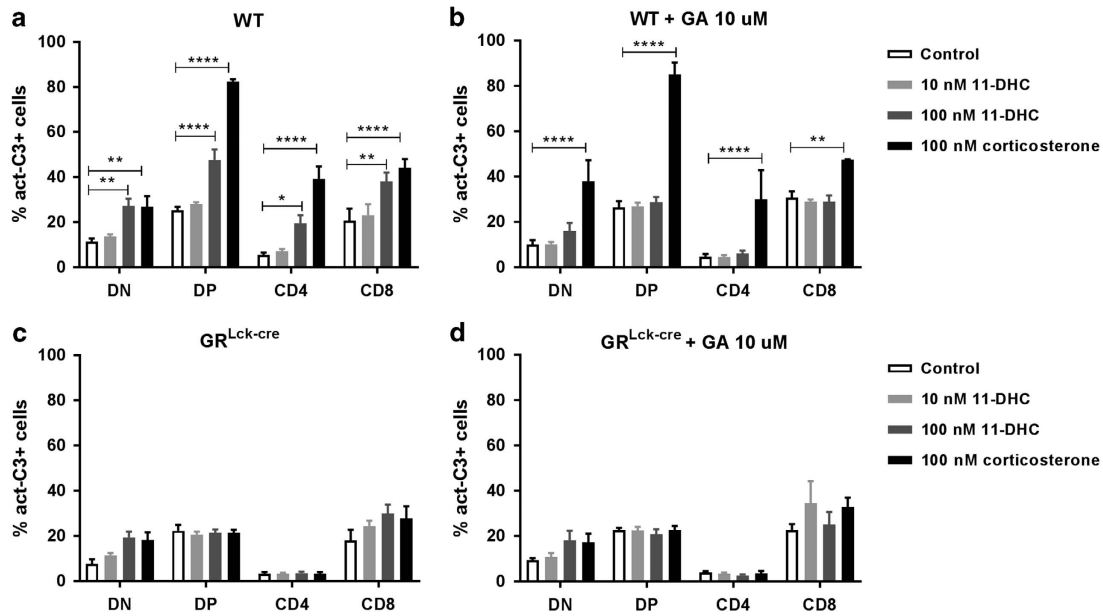 a
WT
% act-C3+ cells
100
80
60
40
20
0
**
**
****
****
****
*
****
**
DN DP CD4 CD8
b
WT + GA 10 uM
% act-C3+ cells
100
80
60
40
20
0
****
****
****
**
DN DP CD4 CD8
Control
10 nM 11-DHC
100 nM 11-DHC
100 nM corticosterone
c
GRLck-cre
% act-C3+ cells
100
80
60
40
20
0
DN DP CD4 CD8
d
GRLck-cre + GA 10 uM
% act-C3+ cells
100
80
60
40
20
0
DN DP CD4 CD8
Control
10 nM 11-DHC
100 nM 11-DHC
100 nM corticosterone